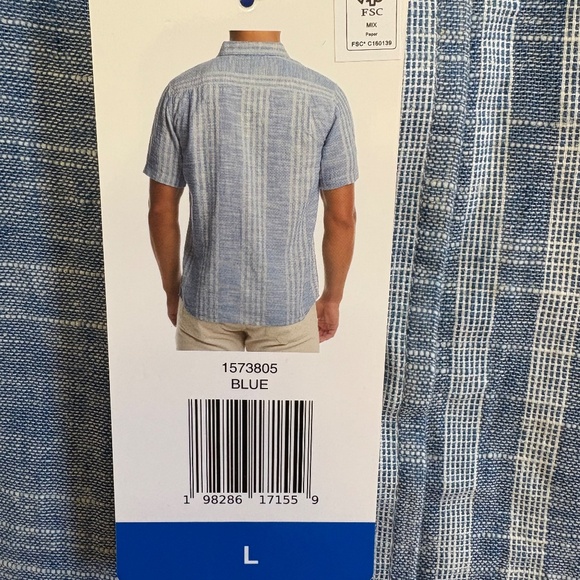 FSC
MIX
Paper
FSC® C160139
1573805
BLUE
1 98286 17155 9
L